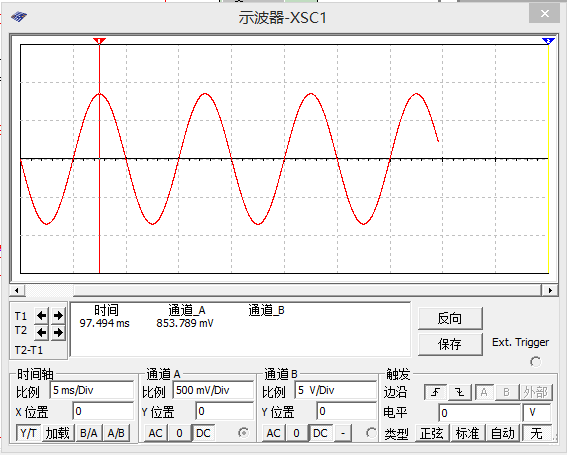 示波器-XSC1
1
2
时间 通道_A 通道_B
T1 97.494 ms 853.789 mV
T2
T2-T1
反向
保存
Ext. Trigger
时间轴 通道 A 通道 B 触发
比例 5 ms/Div 比例 500 mV/Div 比例 5 V/Div 边沿 A B 外部
X 位置 0 Y 位置 0 Y 位置 0 电平 0 V
Y/T 加载 B/A A/B AC 0 DC AC 0 DC - 类型 正弦 标准 自动 无